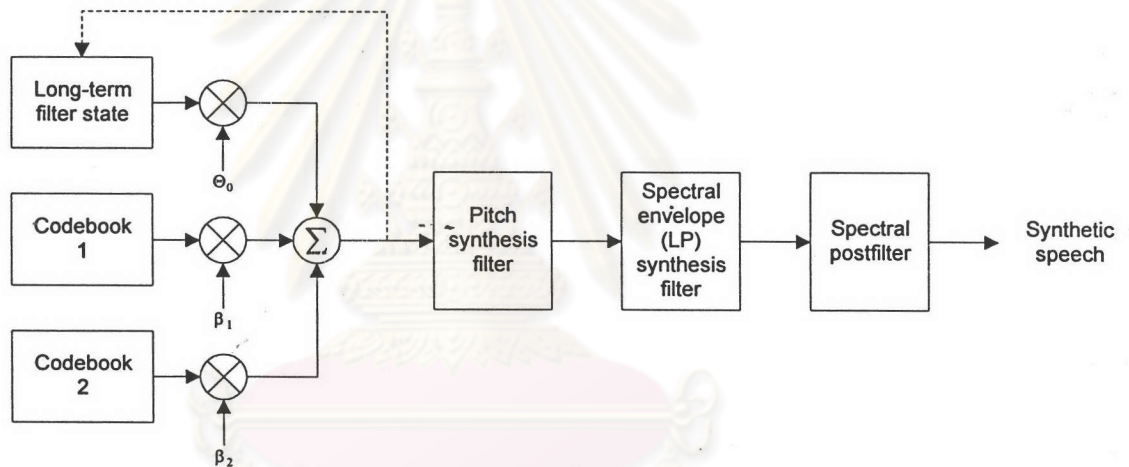 Long-term
filter state
Θ₀
Codebook
1
β₁
Codebook
2
β₂
Σ
Pitch
synthesis
filter
Spectral
envelope
(LP)
synthesis
filter
Spectral
postfilter
Synthetic
speech